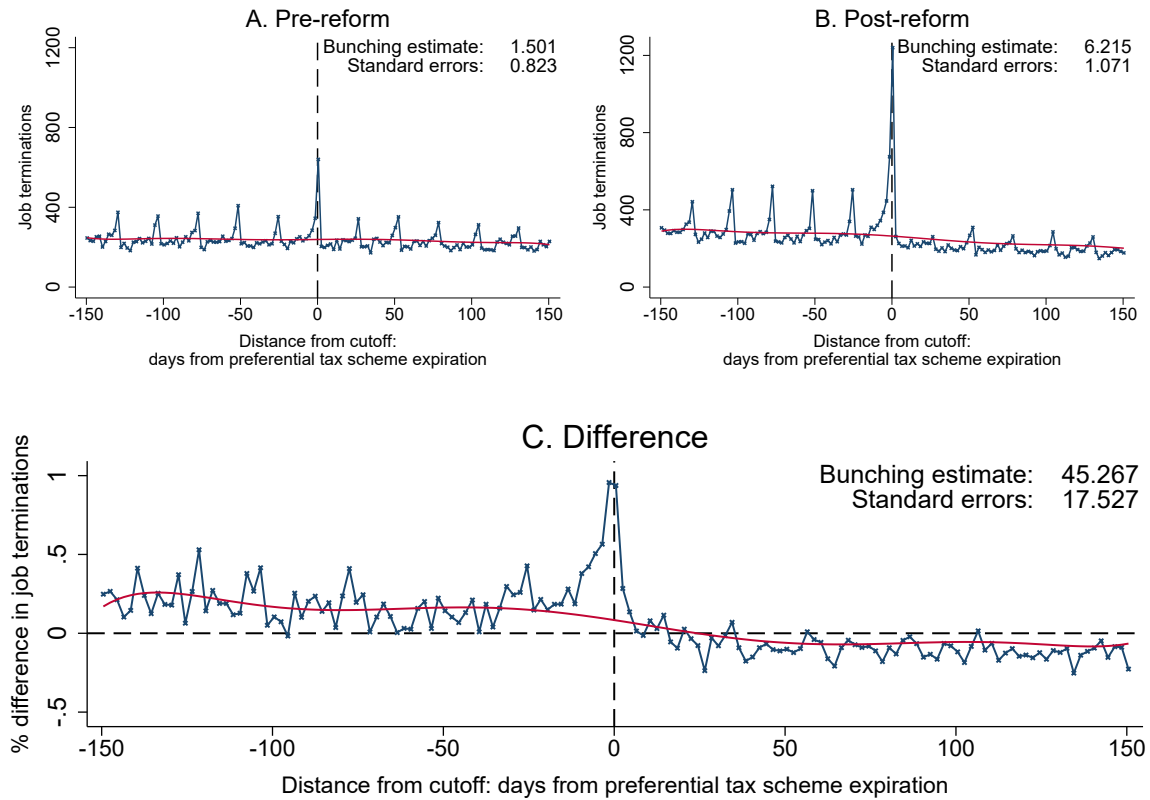 A. Pre-reform
Bunching estimate: 1.501
Standard errors: 0.823
Job terminations
1200
800
400
0
-150 -100 -50 0 50 100 150
Distance from cutoff:
days from preferential tax scheme expiration
B. Post-reform
Bunching estimate: 6.215
Standard errors: 1.071
Job terminations
1200
800
400
0
-150 -100 -50 0 50 100 150
Distance from cutoff:
days from preferential tax scheme expiration
C. Difference
Bunching estimate: 45.267
Standard errors: 17.527
% difference in job terminations
1
.5
0
-.5
-150 -100 -50 0 50 100 150
Distance from cutoff: days from preferential tax scheme expiration